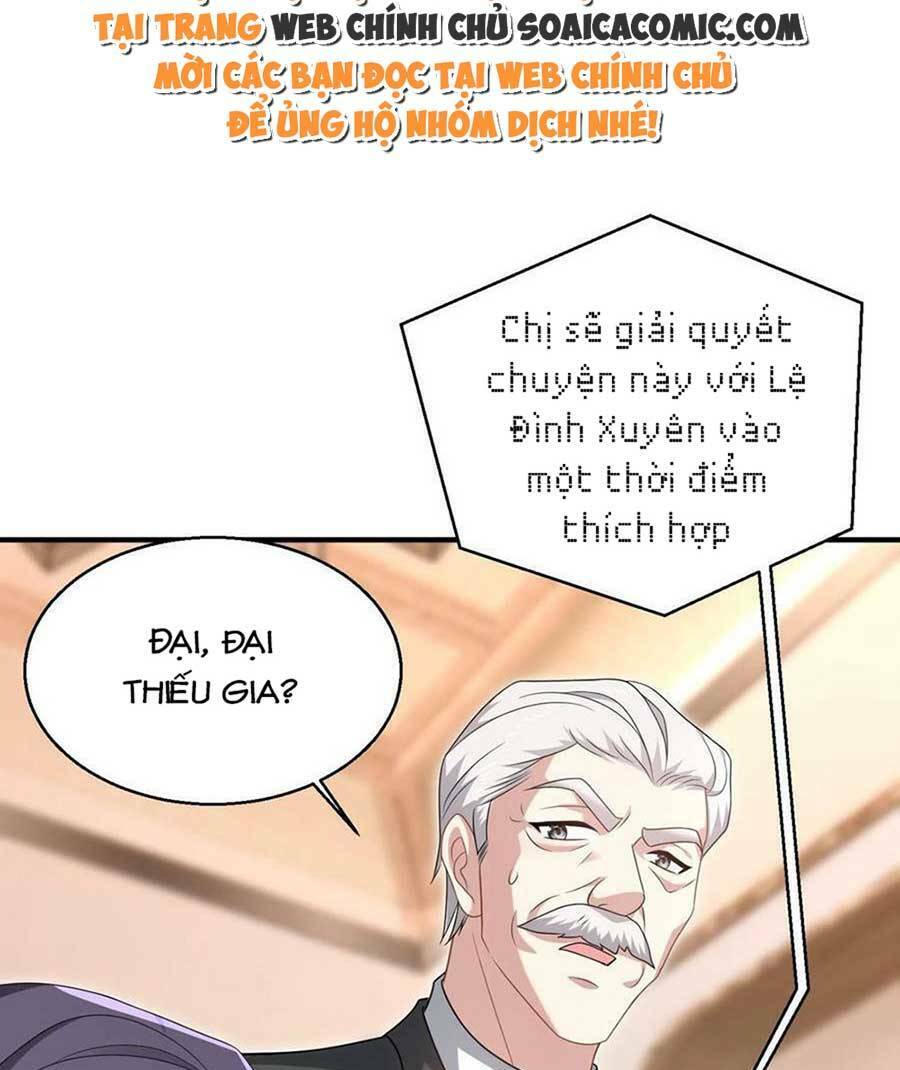 TẠI TRANG WEB CHÍNH CHỦ SOAICACOMIC.COM
MỜI CÁC BẠN ĐỌC TẠI WEB CHÍNH CHỦ
ĐỂ ỦNG HỘ NHÓM DỊCH NHÉ!
Chị sẽ giải quyết
chuyện này với Lệ
Đình Xuyên vào
một thời điểm
thích hợp
ĐẠI, ĐẠI
THIẾU GIA?